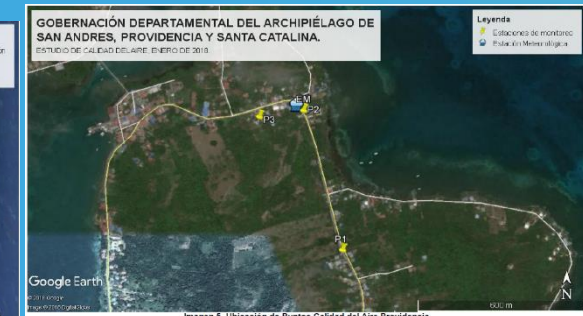 GOBERNACIÓN DEPARTAMENTAL DEL ARCHIPIÉLAGO DE
SAN ANDRES, PROVIDENCIA Y SANTA CATALINA.
ESTUDIO DE CALIDAD DEL AIRE, ENERO DE 2018
Leyenda
Estaciones de monitoreo
Estación Meteorológica
EM
P2
P3
P1
Google Earth
600 m
N
Imagen 5. Ubicación de Puntos Calidad del Aire Providencia